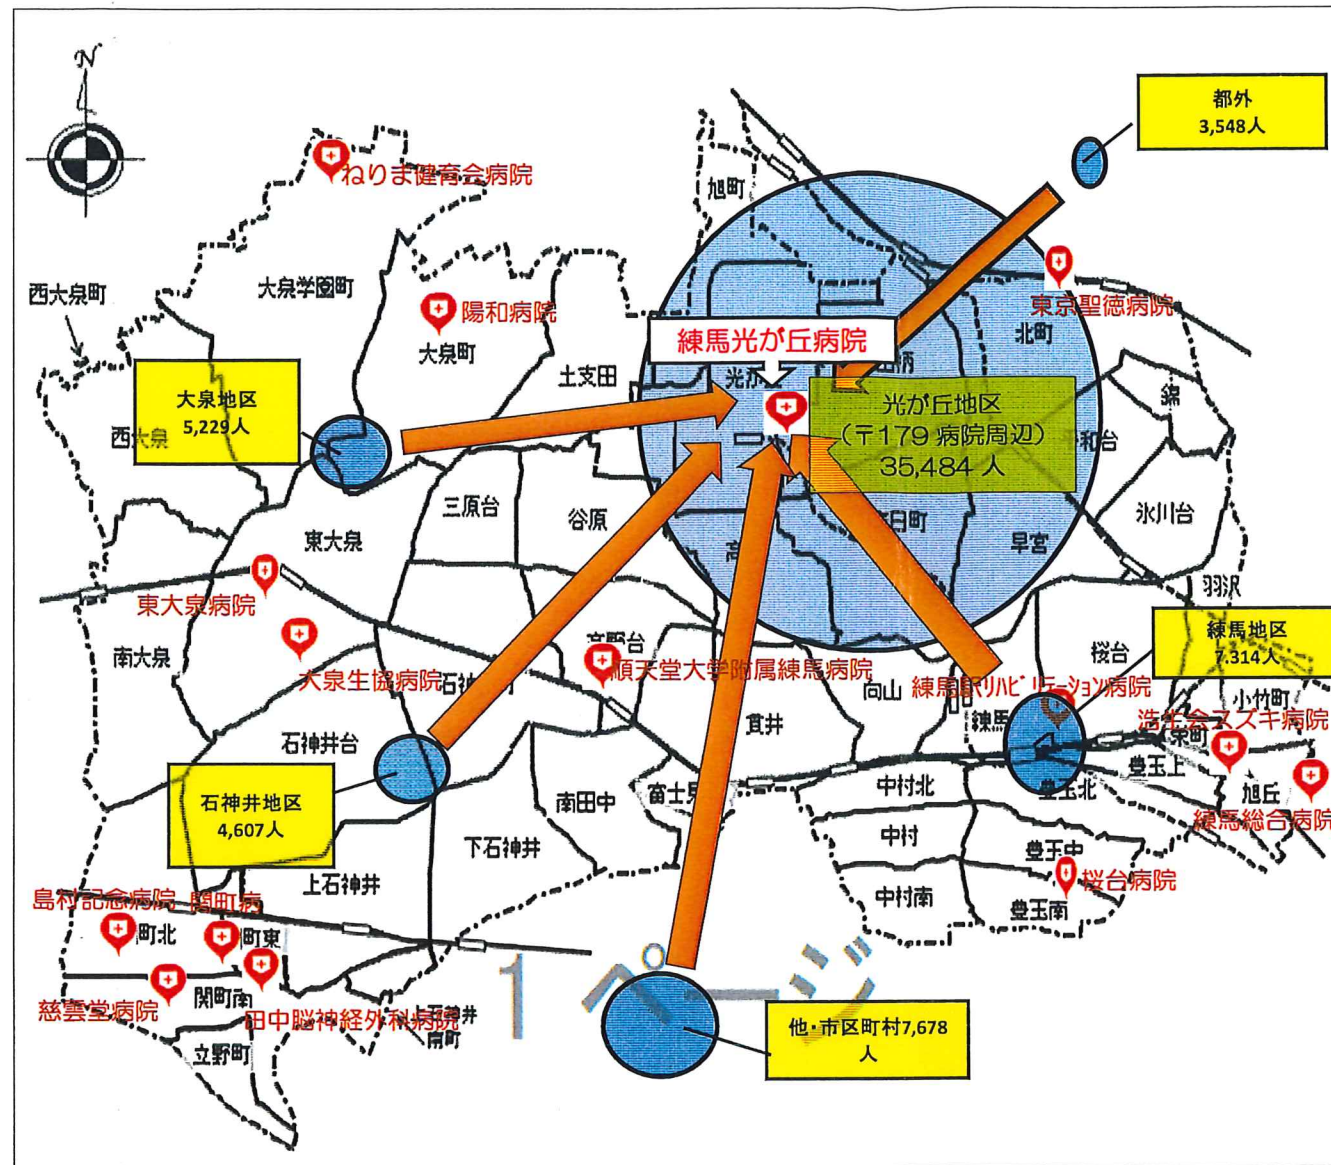 N
都外
3,548人
ねりま健育会病院
旭町
西大泉町
大泉学園町
陽和病院
大泉町
東京聖徳病院
北町
練馬光が丘病院
土支田
錦
大泉地区
5,229人
光が丘地区
（〒179 病院周辺）
35,484 人
氷川台
三原台
谷原
東大泉
早宮
羽沢
東大泉病院
練馬地区
7.314人
南大泉
大泉生協病院
順天堂大学附属練馬病院
桜台
向山
練馬駅リハビリテーション病院
小竹町
石神井台
貫井
練馬
浩生会スズキ病院
栄町
豊玉上
石神井地区
4,607人
南田中
中村北
豊玉北
旭丘
練馬総合病院
下石神井
中村
豊玉中
上石神井
桜台病院
中村南
豊玉南
島村記念病院
関町病
町北
町東
1 ページ
慈雲堂病院
関町南
田中脳神経外科病院
上石神井
南町
他・市区町村7,678
人
立野町